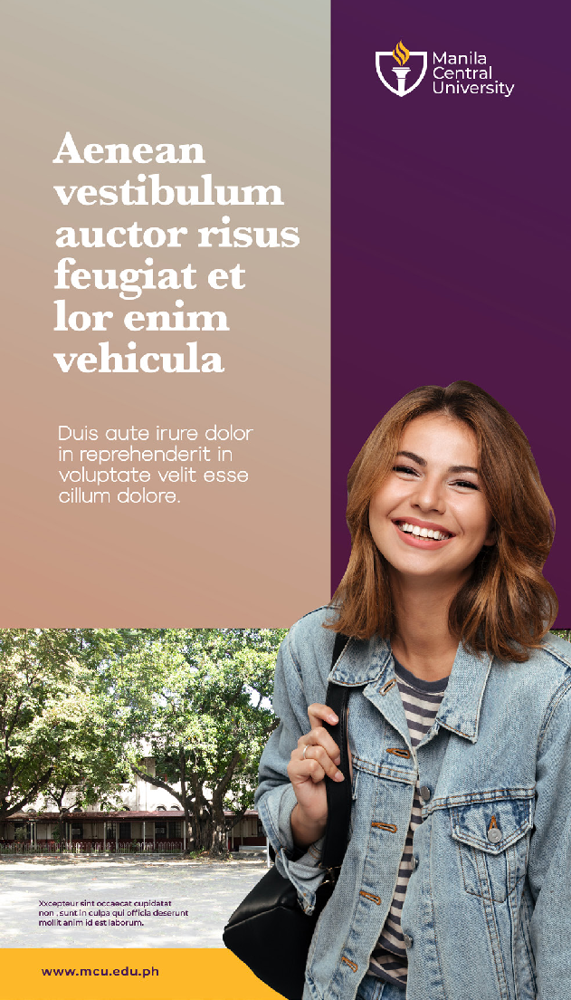 Manila
Central
University
Aenean
vestibulum
auctor risus
feugiat et
lor enim
vehicula
Duis aute irure dolor
in reprehenderit in
voluptate velit esse
cillum dolore.
Xxcepteur sint occaecat cupidatat
non , sunt in culpa qui officia deserunt
mollit anim id est laborum.
www.mcu.edu.ph